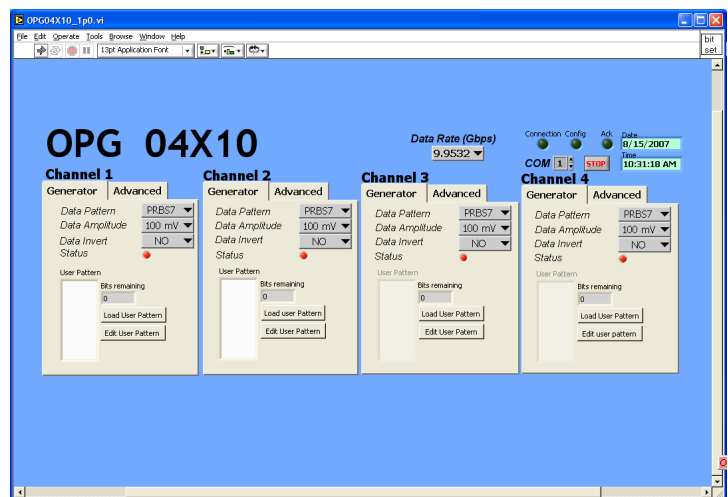 OPG04X10_1p0.vi
File Edit Operate Tools Browse Window Help
13pt Application Font
bit
set
OPG 04X10
Data Rate (Gbps)
9.9532
Connection Config Ack
COM 1 STOP
Date
8/15/2007
Time
10:31:18 AM
Channel 1
Generator Advanced
Data Pattern PRBS7
Data Amplitude 100 mV
Data Invert NO
Status
User Pattern
Bits remaining
0
Load User Pattern
Edit User Pattern
Channel 2
Generator Advanced
Data Pattern PRBS7
Data Amplitude 100 mV
Data Invert NO
Status
User Pattern
Bits remaining
0
Load user Pattern
Edit User Pattern
Channel 3
Generator Advanced
Data Pattern PRBS7
Data Amplitude 100 mV
Data Invert NO
Status
User Pattern
Bits remaining
0
Load User Pattern
Edit User Pattern
Channel 4
Generator Advanced
Data Pattern PRBS7
Data Amplitude 100 mV
Data Invert NO
Status
User Pattern
Bits remaining
0
Load User Pattern
Edit user pattern